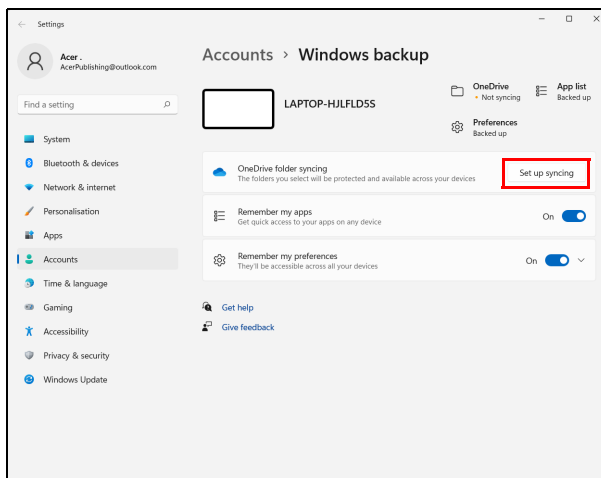 Settings
Acer .
AcerPublishing@outlook.com
Find a setting
System
Bluetooth & devices
Network & internet
Personalisation
Apps
Accounts
Time & language
Gaming
Accessibility
Privacy & security
Windows Update
Accounts > Windows backup
LAPTOP-HJLFLD5S
OneDrive
• Not syncing
App list
Backed up
Preferences
Backed up
OneDrive folder syncing
The folders you select will be protected and available across your devices
Set up syncing
Remember my apps
Get quick access to your apps on any device
On
Remember my preferences
They'll be accessible across all your devices
On
Get help
Give feedback